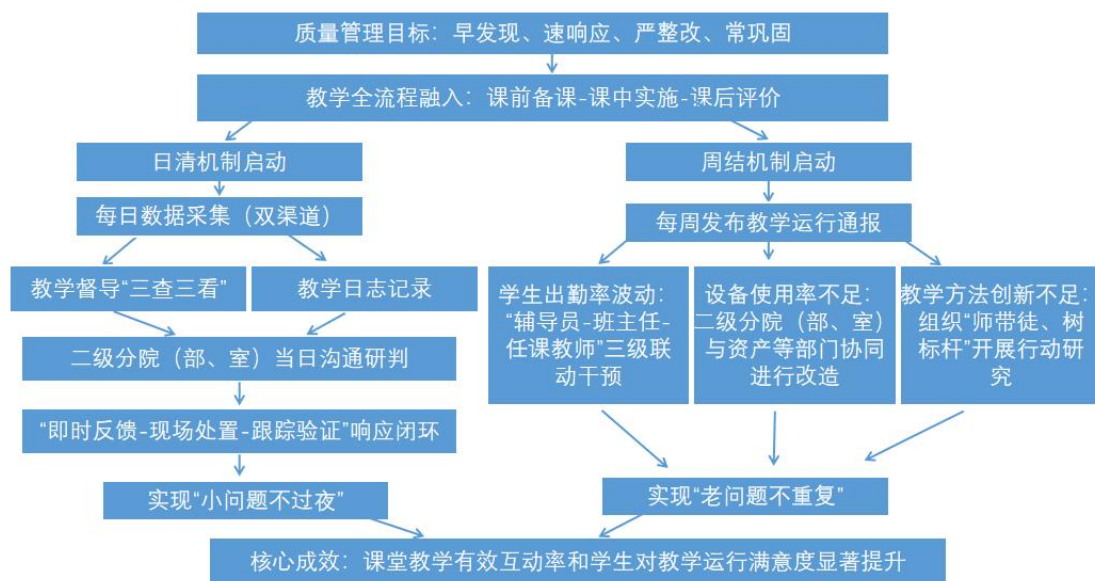 质量管理目标：早发现、速响应、严整改、常巩固
教学全流程融入：课前备课-课中实施-课后评价
日清机制启动
周结机制启动
每日数据采集（双渠道）
每周发布教学运行通报
教学督导“三查三看”
教学日志记录
学生出勤率波动：
“辅导员-班主任-
任课教师”三级联
动干预
设备使用率不足：
二级分院（部、室）
与资产等部门协同
进行改造
教学方法创新不足：
组织“师带徒、树
标杆”开展行动研
究
二级分院（部、室）当日沟通研判
“即时反馈-现场处置-跟踪验证”响应闭环
实现“小问题不过夜”
实现“老问题不重复”
核心成效：课堂教学有效互动率和学生对教学运行满意度显著提升